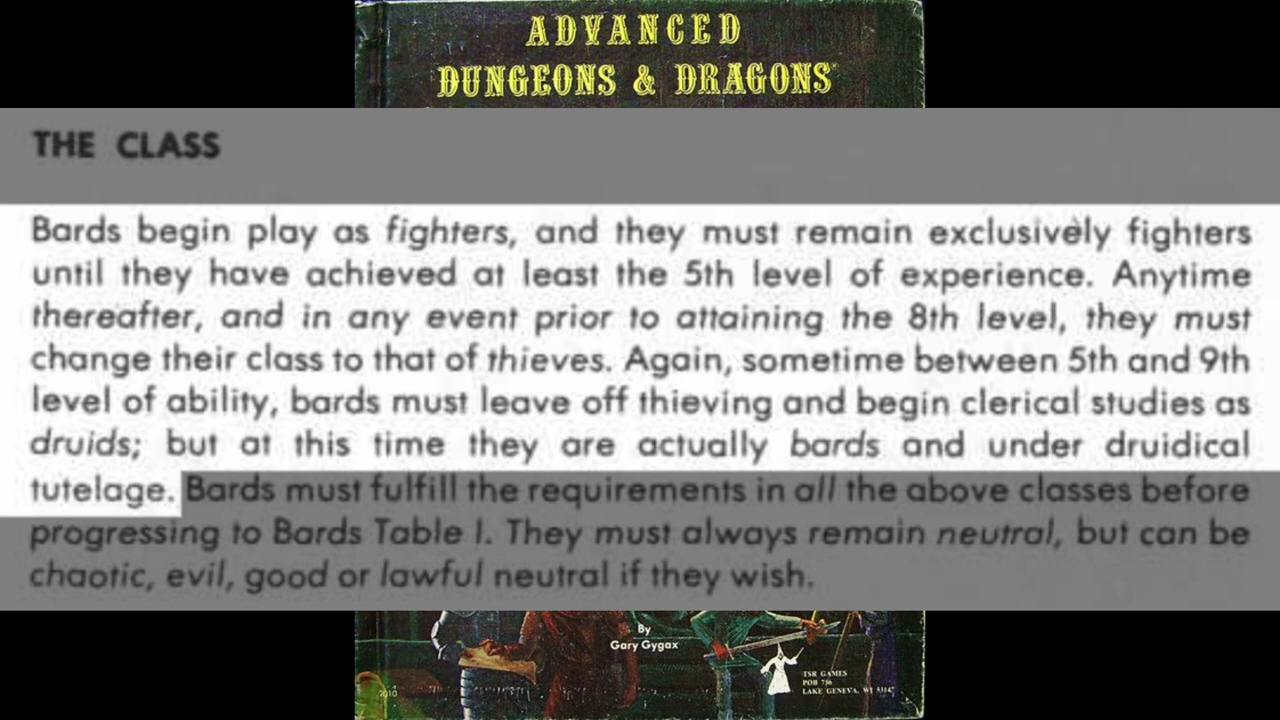 ADVANCED
DUNGEONS & DRAGONS
THE CLASS
Bards begin play as fighters, and they must remain exclusively fighters
until they have achieved at least the 5th level of experience. Anytime
thereafter, and in any event prior to attaining the 8th level, they must
change their class to that of thieves. Again, sometime between 5th and 9th
level of ability, bards must leave off thieving and begin clerical studies as
druids; but at this time they are actually bards and under druidical
tutelage. Bards must fulfill the requirements in all the above classes before
progressing to Bards Table I. They must always remain neutral, but can be
chaotic, evil, good or lawful neutral if they wish.
By
Gary Gygax
2010
TSR GAMES
POB 756
LAKE GENEVA, WI 53147